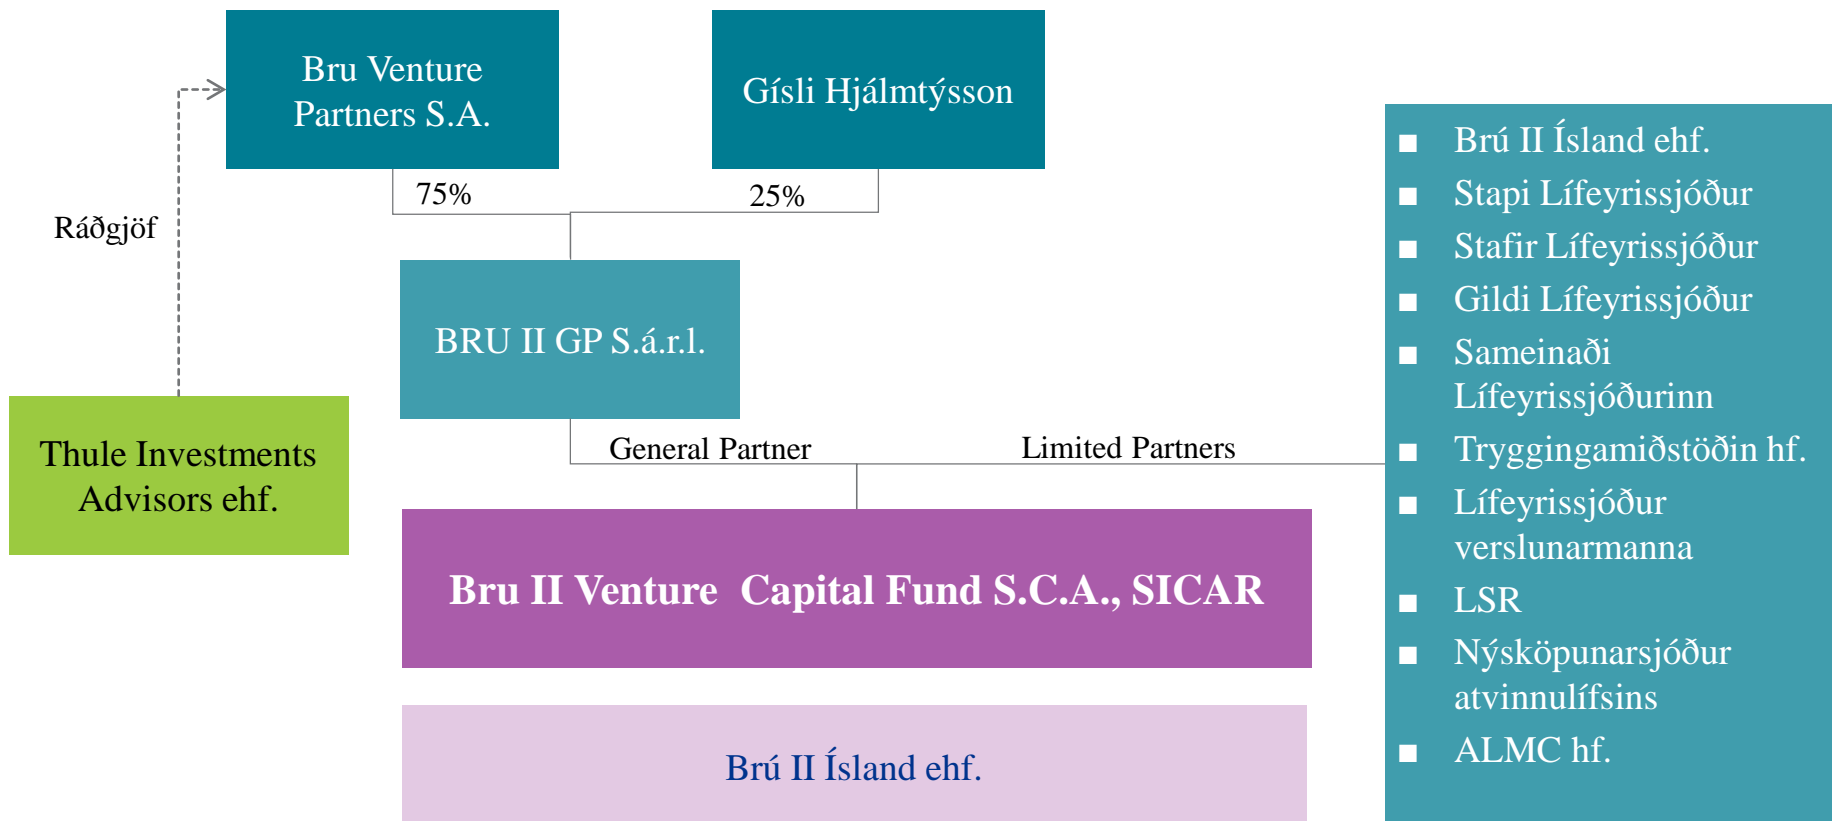 Bru Venture
Partners S.A.
Gísli Hjálmtýsson
75%
25%
Ráðgjöf
BRU II GP S.á.r.l.
Thule Investments
Advisors ehf.
General Partner
Limited Partners
Bru II Venture  Capital Fund S.C.A., SICAR
Brú II Ísland ehf.
■ Brú II Ísland ehf.
■ Stapi Lífeyrissjóður
■ Stafir Lífeyrissjóður
■ Gildi Lífeyrissjóður
■ Sameinaði
Lífeyrissjóðurinn
■ Tryggingamiðstöðin hf.
■ Lífeyrissjóður
verslunarmanna
■ LSR
■ Nýsköpunarsjóður
atvinnulífsins
■ ALMC hf.